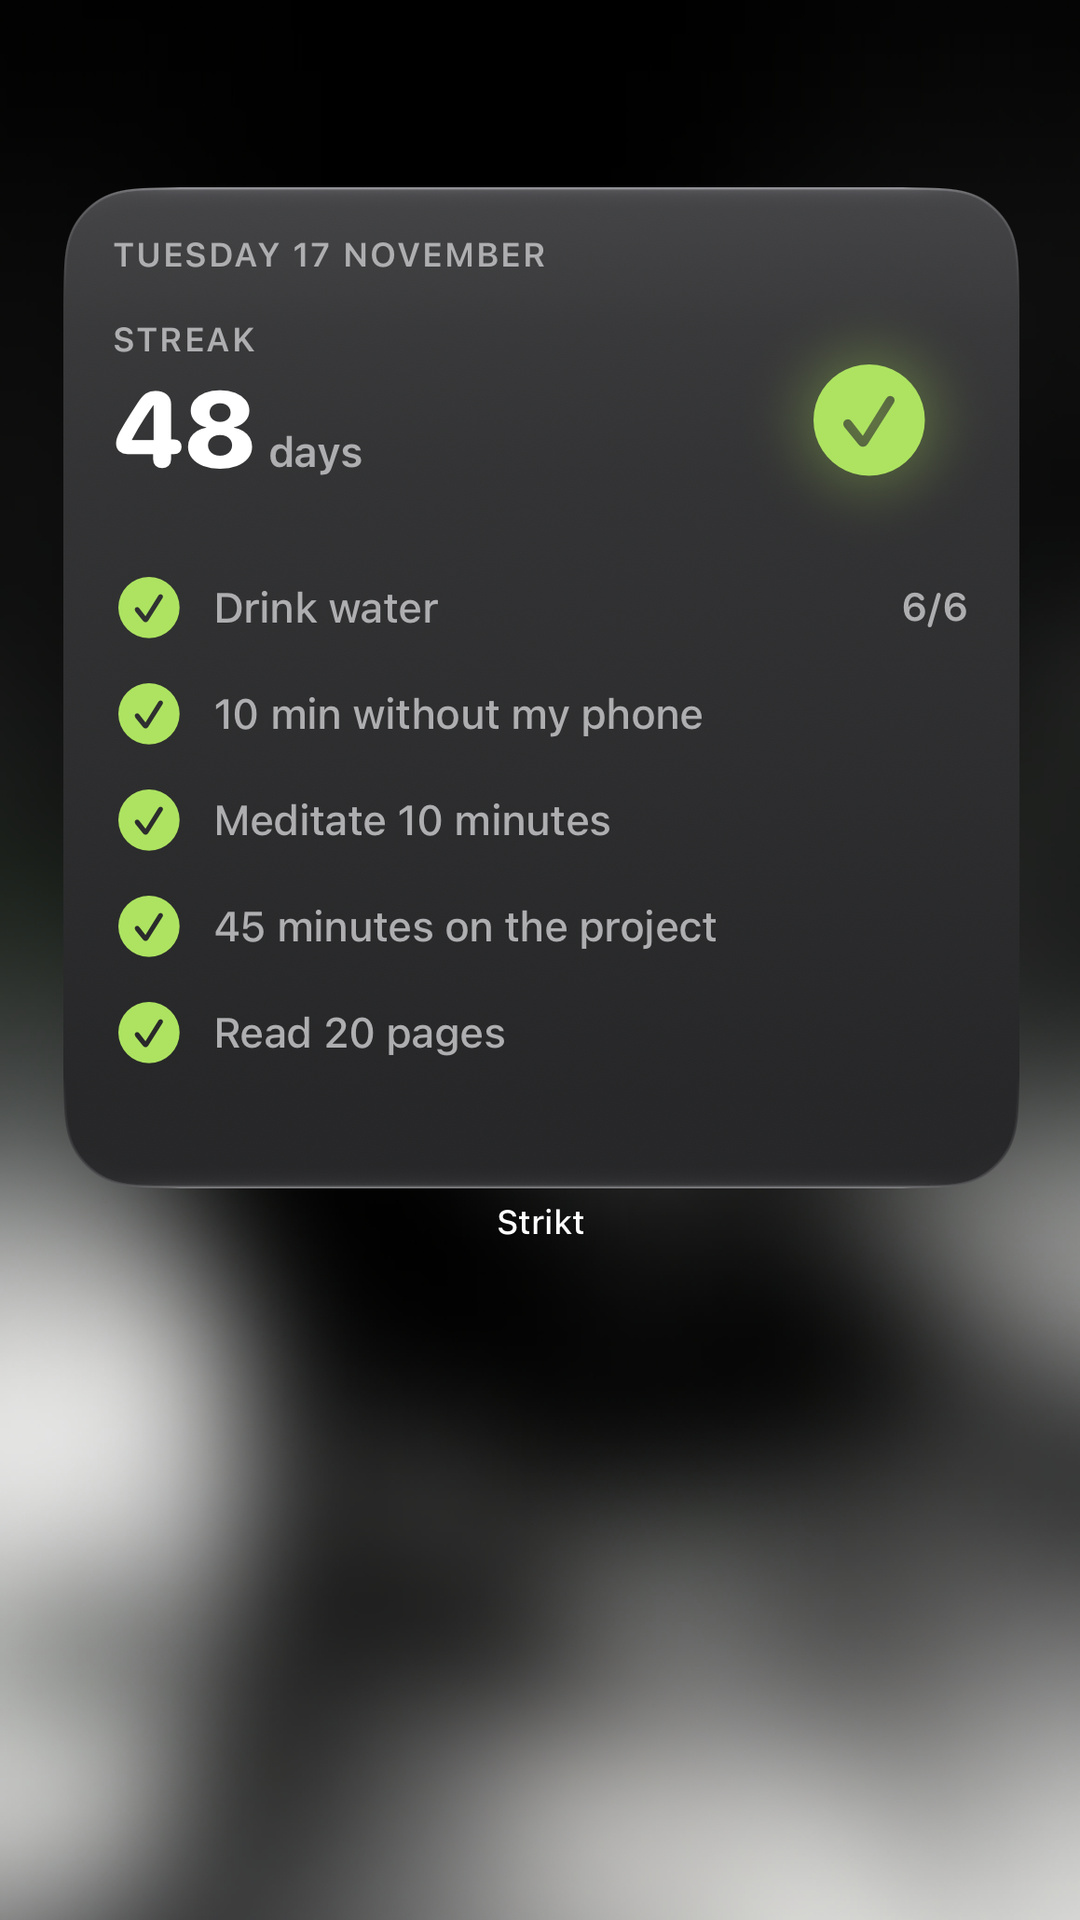 TUESDAY 17 NOVEMBER
STREAK
48 days
Drink water 6/6
10 min without my phone
Meditate 10 minutes
45 minutes on the project
Read 20 pages
Strikt